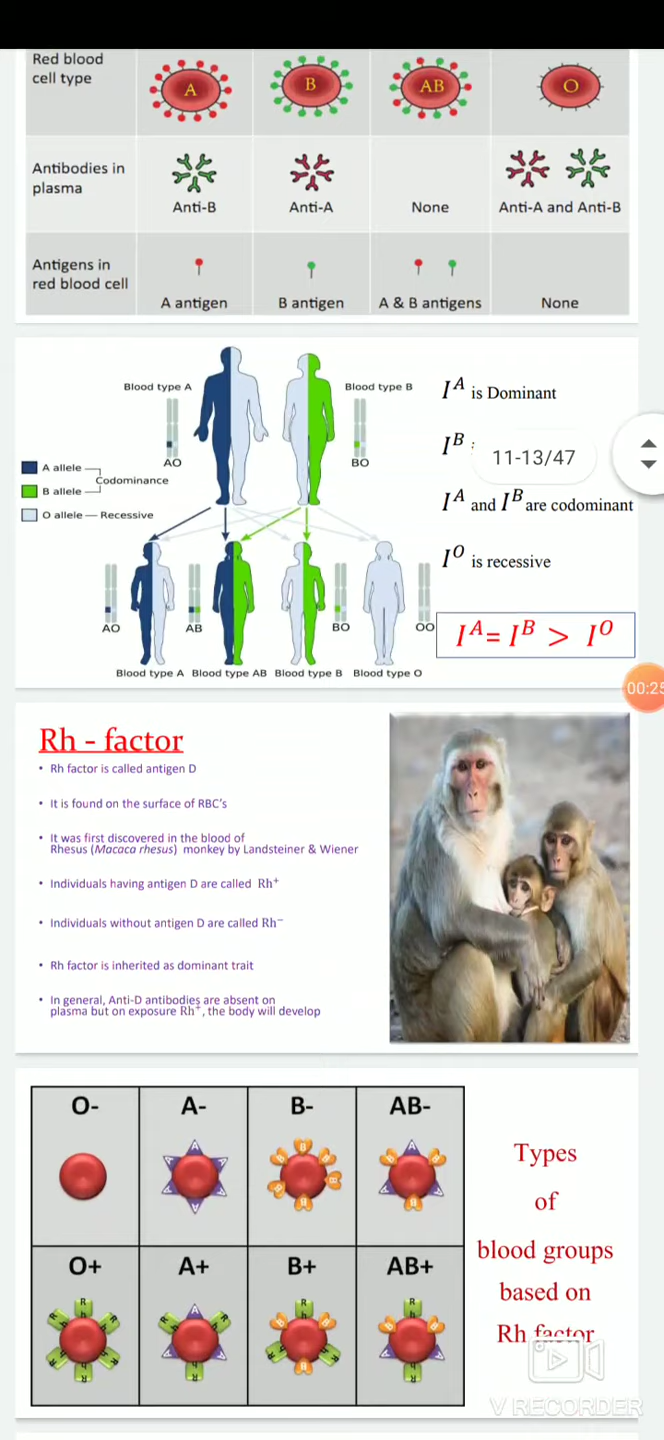 Red blood
cell type
A
B
AB
O
Antibodies in
plasma
Anti-B
Anti-A
None
Anti-A and Anti-B
Antigens in
red blood cell
A antigen
B antigen
A & B antigens
None
Blood type A
Blood type B
AO
BO
A allele
Codominance
B allele
O allele — Recessive
AO
AB
BO
OO
Blood type A Blood type AB Blood type B Blood type O
I^A is Dominant
I^B :
11-13/47
I^A and I^B are codominant
I^O is recessive
I^A = I^B > I^O
00:25
Rh - factor
• Rh factor is called antigen D
• It is found on the surface of RBC's
• It was first discovered in the blood of
Rhesus (Macaca rhesus) monkey by Landsteiner & Wiener
• Individuals having antigen D are called Rh⁺
• Individuals without antigen D are called Rh⁻
• Rh factor is inherited as dominant trait
• In general, Anti-D antibodies are absent on
plasma but on exposure Rh⁺, the body will develop
O-
A-
B-
AB-
O+
A+
B+
AB+
Types
of
blood groups
based on
Rh factor
V RECORDER